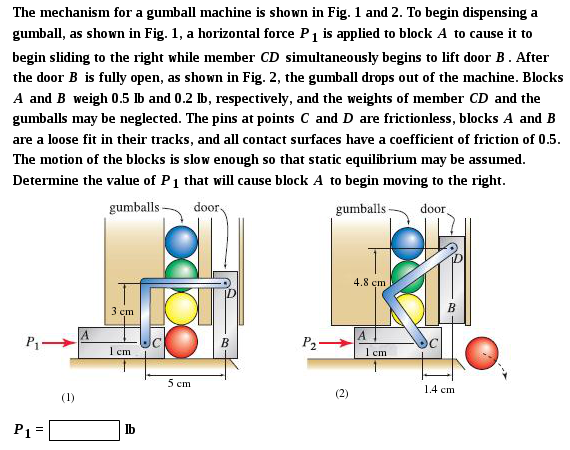 The mechanism for a gumball machine is shown in Fig. 1 and 2. To begin dispensing a
gumball, as shown in Fig. 1, a horizontal force P1 is applied to block A to cause it to
begin sliding to the right while member CD simultaneously begins to lift door B. After
the door B is fully open, as shown in Fig. 2, the gumball drops out of the machine. Blocks
A and B weigh 0.5 lb and 0.2 lb, respectively, and the weights of member CD and the
gumballs may be neglected. The pins at points C and D are frictionless, blocks A and B
are a loose fit in their tracks, and all contact surfaces have a coefficient of friction of 0.5.
The motion of the blocks is slow enough so that static equilibrium may be assumed.
Determine the value of P1 that will cause block A to begin moving to the right.
gumballs door
gumballs door
D
D
4.8 cm
3 cm
B
P1 A C B
P2 A C
1 cm
1 cm
5 cm
1.4 cm
(1)
(2)
P1 = lb